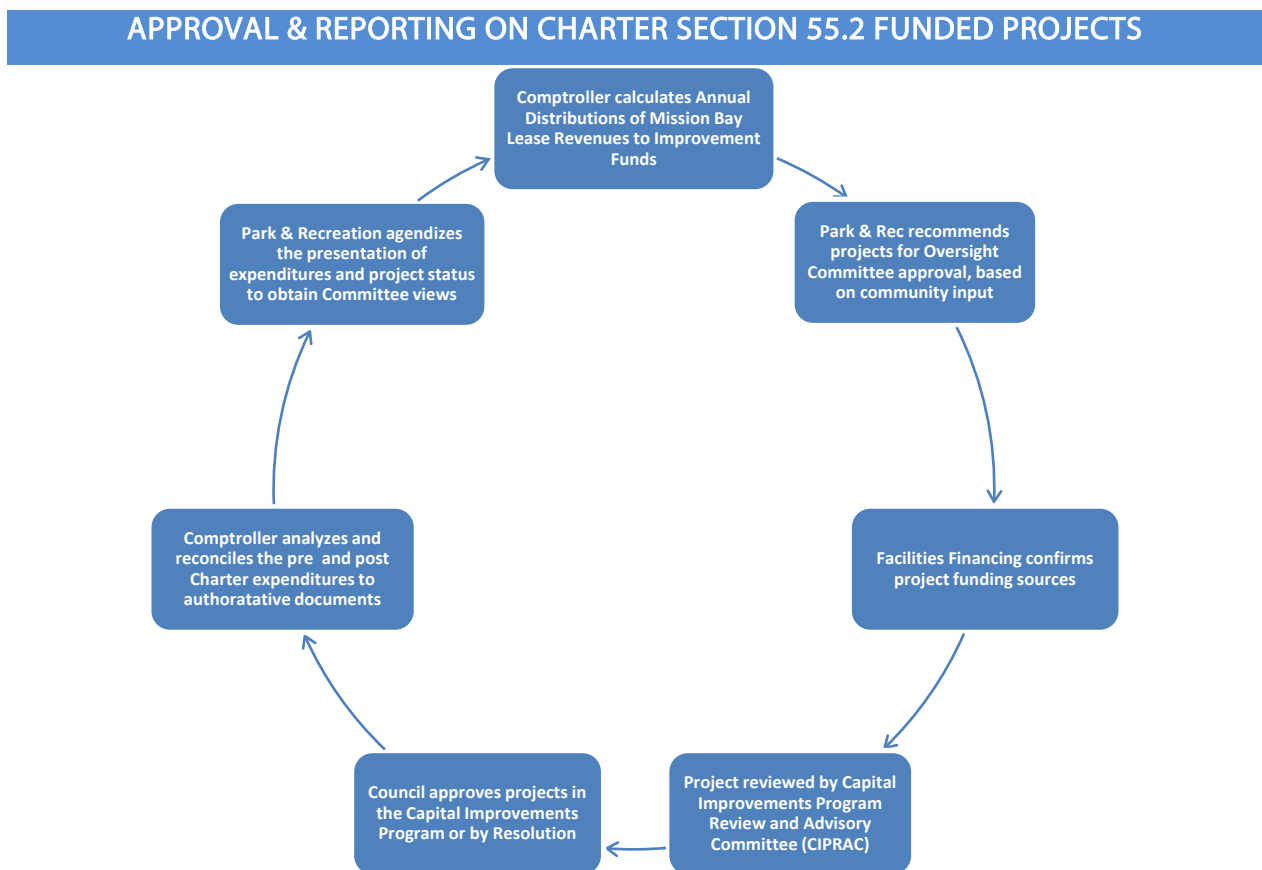 APPROVAL & REPORTING ON CHARTER SECTION 55.2 FUNDED PROJECTS
Comptroller calculates Annual
Distributions of Mission Bay
Lease Revenues to Improvement
Funds
Park & Rec recommends
projects for Oversight
Committee approval, based
on community input
Facilities Financing confirms
project funding sources
Project reviewed by Capital
Improvements Program
Review and Advisory
Committee (CIPRAC)
Council approves projects in
the Capital Improvements
Program or by Resolution
Comptroller analyzes and
reconciles the pre  and post
Charter expenditures to
authoratative documents
Park & Recreation agendizes
the presentation of
expenditures and project status
to obtain Committee views